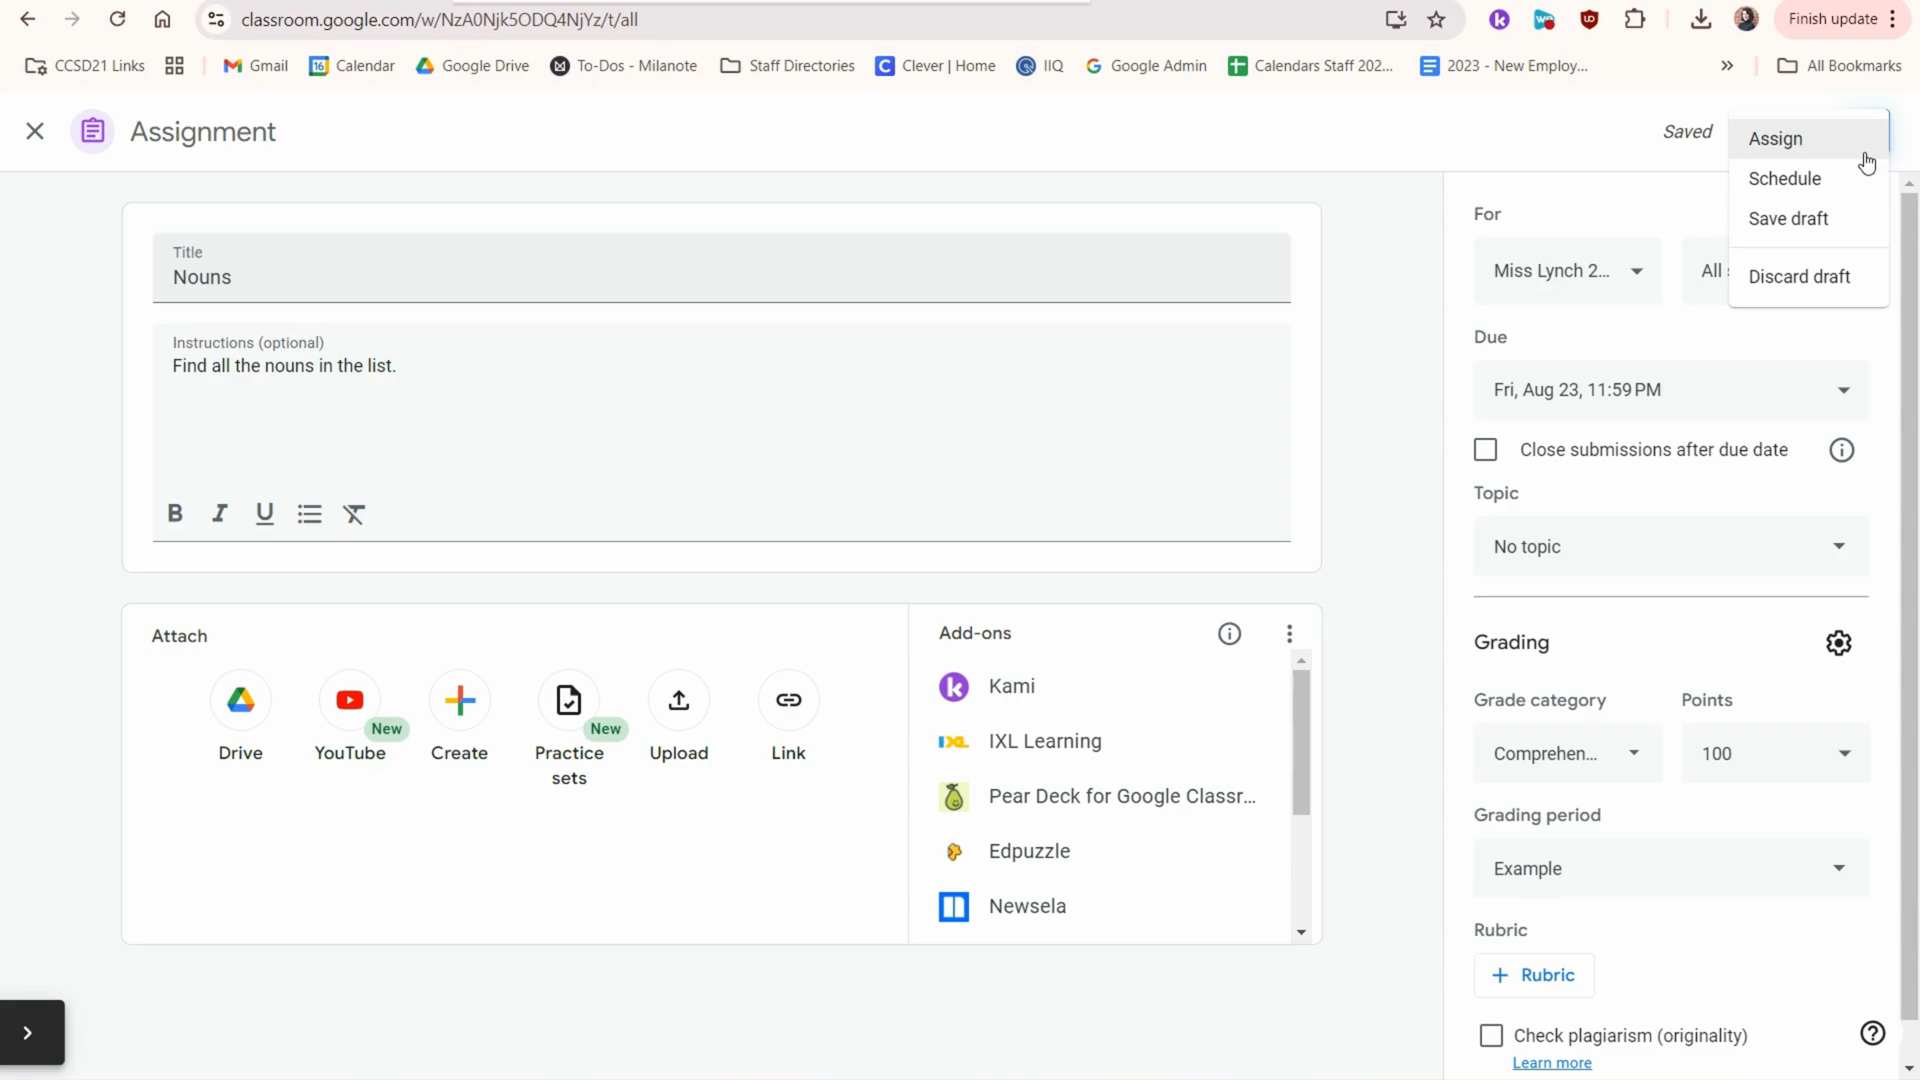 classroom.google.com/w/NzA0Njk5ODQ4NjYz/t/all
Finish update
CCSD21 Links
Gmail
Calendar
Google Drive
To-Dos - Milanote
Staff Directories
Clever | Home
IIQ
Google Admin
Calendars Staff 202...
2023 - New Employ...
All Bookmarks
Assignment
Saved
Assign
Schedule
Save draft
Discard draft
Title
Nouns
Instructions (optional)
Find all the nouns in the list.
B I U
For
Miss Lynch 2...
All
Due
Fri, Aug 23, 11:59 PM
Close submissions after due date
Topic
No topic
Attach
Drive
YouTube
New
Create
Practice sets
New
Upload
Link
Add-ons
Kami
IXL Learning
Pear Deck for Google Classr...
Edpuzzle
Newsela
Grading
Grade category
Points
Comprehen...
100
Grading period
Example
Rubric
+ Rubric
Check plagiarism (originality)
Learn more